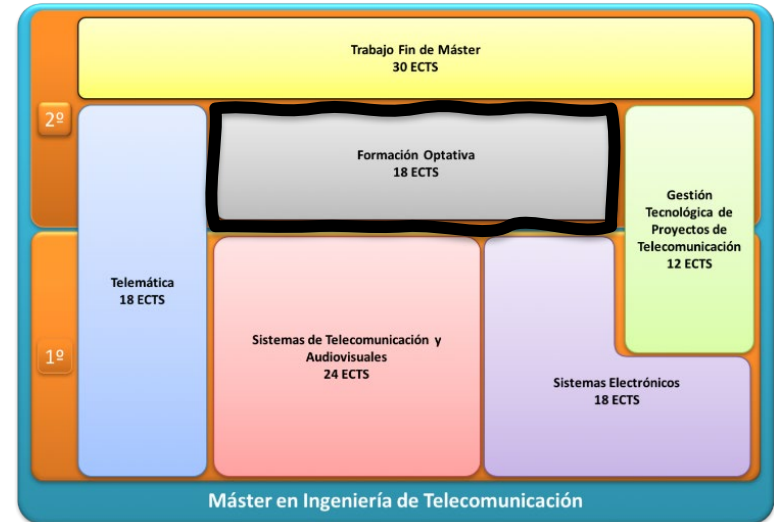 Trabajo Fin de Máster
30 ECTS
2º
Formación Optativa
18 ECTS
Gestión
Tecnológica de
Proyectos de
Telecomunicación
12 ECTS
Telemática
18 ECTS
1º
Sistemas de Telecomunicación y
Audiovisuales
24 ECTS
Sistemas Electrónicos
18 ECTS
Máster en Ingeniería de Telecomunicación